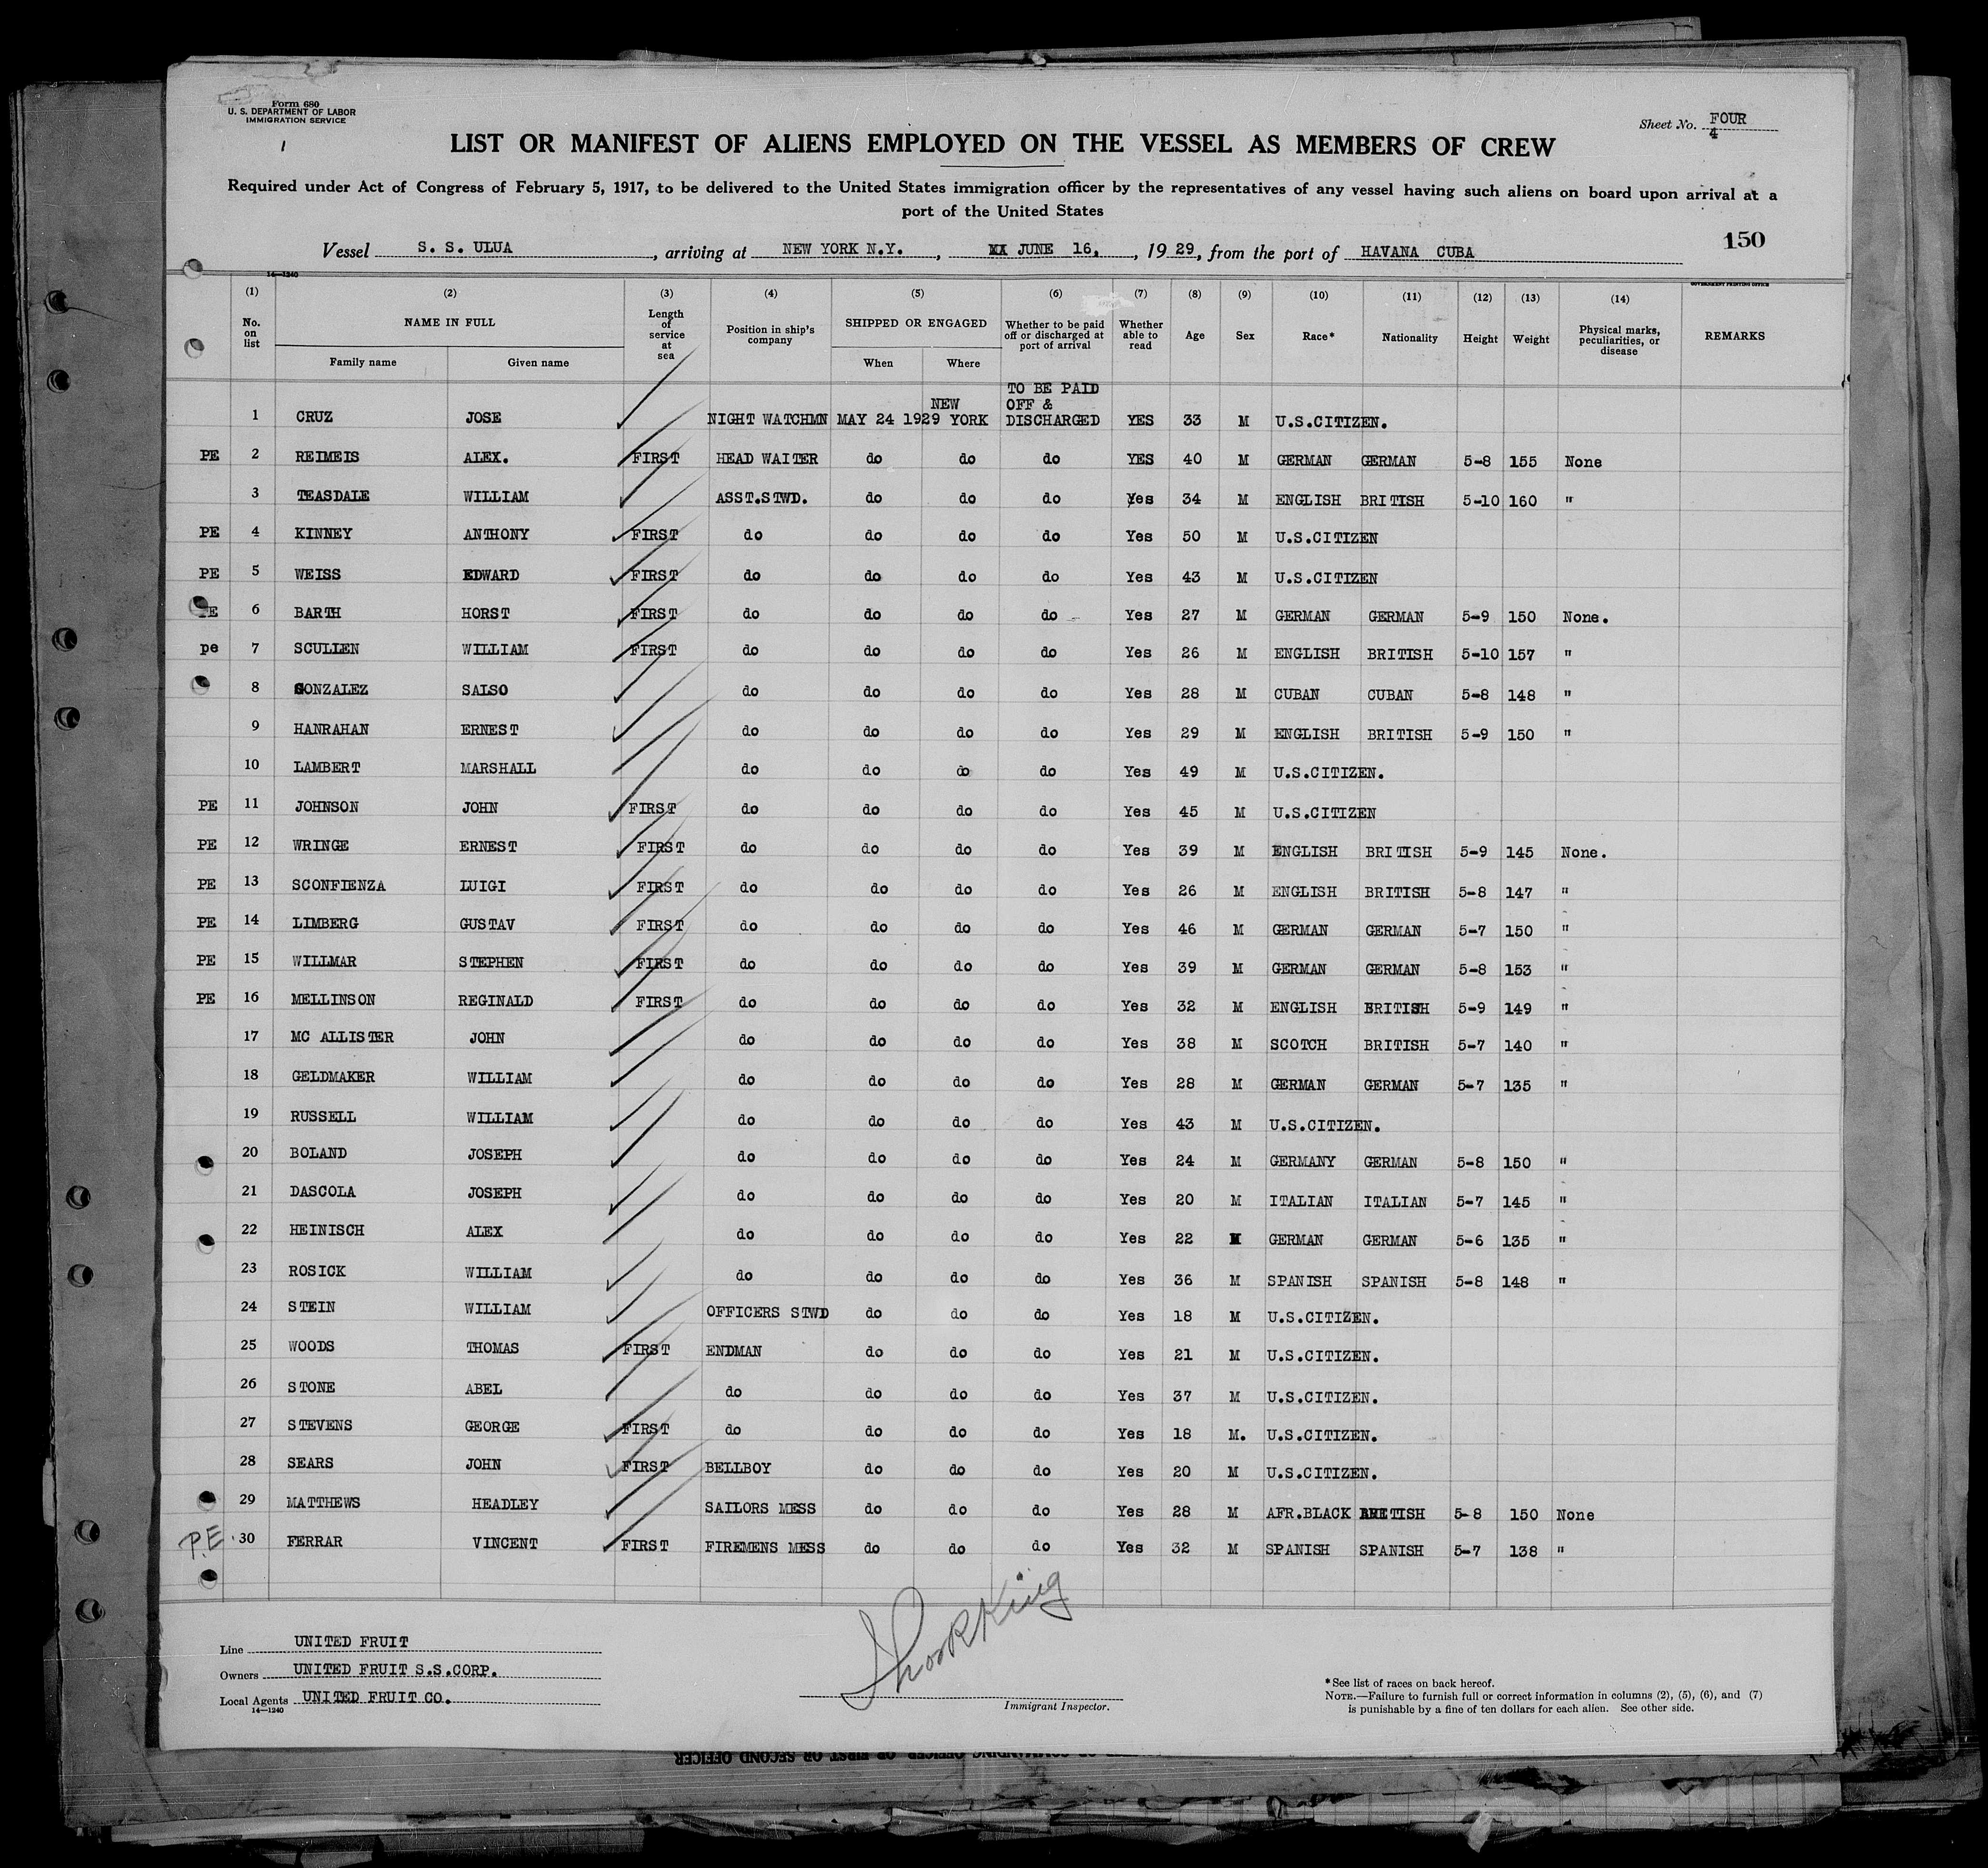 Form 680
U. S. DEPARTMENT OF LABOR
IMMIGRATION SERVICE
Sheet No. FOUR
4
LIST OR MANIFEST OF ALIENS EMPLOYED ON THE VESSEL AS MEMBERS OF CREW
Required under Act of Congress of February 5, 1917, to be delivered to the United States immigration officer by the representatives of any vessel having such aliens on board upon arrival at a
port of the United States
150
Vessel S. S. ULUA, arriving at NEW YORK N.Y., JUNE 16, 1929, from the port of HAVANA CUBA
14—1240
GOVERNMENT PRINTING OFFICE
(1) (2) (3) (4) (5) (6) (7) (8) (9) (10) (11) (12) (13) (14)
No. on list NAME IN FULL Family name Given name Length of service at sea Position in ship's company SHIPPED OR ENGAGED When Where Whether to be paid off or discharged at port of arrival Whether able to read Age Sex Race* Nationality Height Weight Physical marks, peculiarities, or disease REMARKS
1 CRUZ JOSE NIGHT WATCHMN MAY 24 1929 NEW YORK TO BE PAID OFF & DISCHARGED YES 33 M U.S.CITIZEN.
PE 2 REIMEIS ALEX. FIRST HEAD WAITER do do do YES 40 M GERMAN GERMAN 5-8 155 None
3 TEASDALE WILLIAM ASST.STWD. do do do Yes 34 M ENGLISH BRITISH 5-10 160 "
PE 4 KINNEY ANTHONY FIRST do do do do Yes 50 M U.S.CITIZEN
PE 5 WEISS EDWARD FIRST do do do do Yes 43 M U.S.CITIZEN
PE 6 BARTH HORST FIRST do do do do Yes 27 M GERMAN GERMAN 5-9 150 None.
pe 7 SCULLEN WILLIAM FIRST do do do do Yes 26 M ENGLISH BRITISH 5-10 157 "
8 GONZALEZ SALSO do do do do Yes 28 M CUBAN CUBAN 5-8 148 "
9 HANRAHAN ERNEST do do do do Yes 29 M ENGLISH BRITISH 5-9 150 "
10 LAMBERT MARSHALL do do do do Yes 49 M U.S.CITIZEN.
PE 11 JOHNSON JOHN FIRST do do do do Yes 45 M U.S.CITIZEN
PE 12 WRINGE ERNEST FIRST do do do do Yes 39 M ENGLISH BRITISH 5-9 145 None.
PE 13 SCONFIENZA LUIGI FIRST do do do do Yes 26 M ENGLISH BRITISH 5-8 147 "
PE 14 LIMBERG GUSTAV FIRST do do do do Yes 46 M GERMAN GERMAN 5-7 150 "
PE 15 WILLMAR STEPHEN FIRST do do do do Yes 39 M GERMAN GERMAN 5-8 153 "
PE 16 MELLINSON REGINALD FIRST do do do do Yes 32 M ENGLISH BRITISH 5-9 149 "
17 MC ALLISTER JOHN do do do do Yes 38 M SCOTCH BRITISH 5-7 140 "
18 GELDMAKER WILLIAM do do do do Yes 28 M GERMAN GERMAN 5-7 135 "
19 RUSSELL WILLIAM do do do do Yes 43 M U.S.CITIZEN.
20 BOLAND JOSEPH do do do do Yes 24 M GERMANY GERMAN 5-8 150 "
21 DASCOLA JOSEPH do do do do Yes 20 M ITALIAN ITALIAN 5-7 145 "
22 HEINISCH ALEX do do do do Yes 22 M GERMAN GERMAN 5-6 135 "
23 ROSICK WILLIAM do do do do Yes 36 M SPANISH SPANISH 5-8 148 "
24 STEIN WILLIAM OFFICERS STWD do do do Yes 18 M U.S.CITIZEN.
25 WOODS THOMAS FIRST ENDMAN do do do Yes 21 M U.S.CITIZEN.
26 STONE ABEL do do do do Yes 37 M U.S.CITIZEN.
27 STEVENS GEORGE FIRST do do do do Yes 18 M. U.S.CITIZEN.
28 SEARS JOHN FIRST BELLBOY do do do Yes 20 M U.S.CITIZEN.
29 MATTHEWS HEADLEY SAILORS MESS do do do Yes 28 M AFR.BLACK 5-8 150 None
P.E. 30 FERRAR VINCENT FIRST FIREMENS MESS do do do Yes 32 M SPANISH SPANISH 5-7 138 "
Line UNITED FRUIT
Owners UNITED FRUIT S.S.CORP.
Local Agents UNITED FRUIT CO.
14—1240
Immigrant Inspector.
*See list of races on back hereof.
NOTE.—Failure to furnish full or correct information in columns (2), (5), (6), and (7)
is punishable by a fine of ten dollars for each alien. See other side.
COMMANDING OFFICER OR FIRST OR SECOND OFFICER